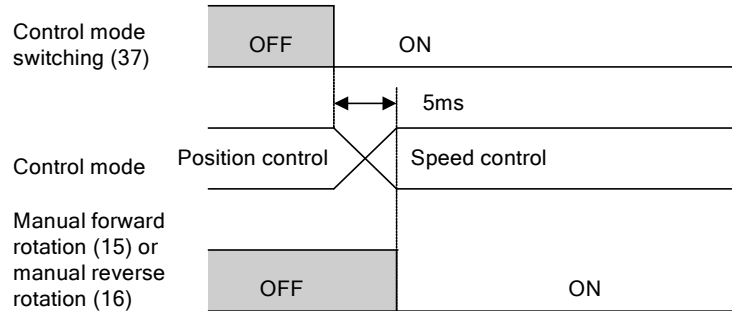 Control mode
switching (37)
OFF
ON
5ms
Control mode
Position control
Speed control
Manual forward
rotation (15) or
manual reverse
rotation (16)
OFF
ON